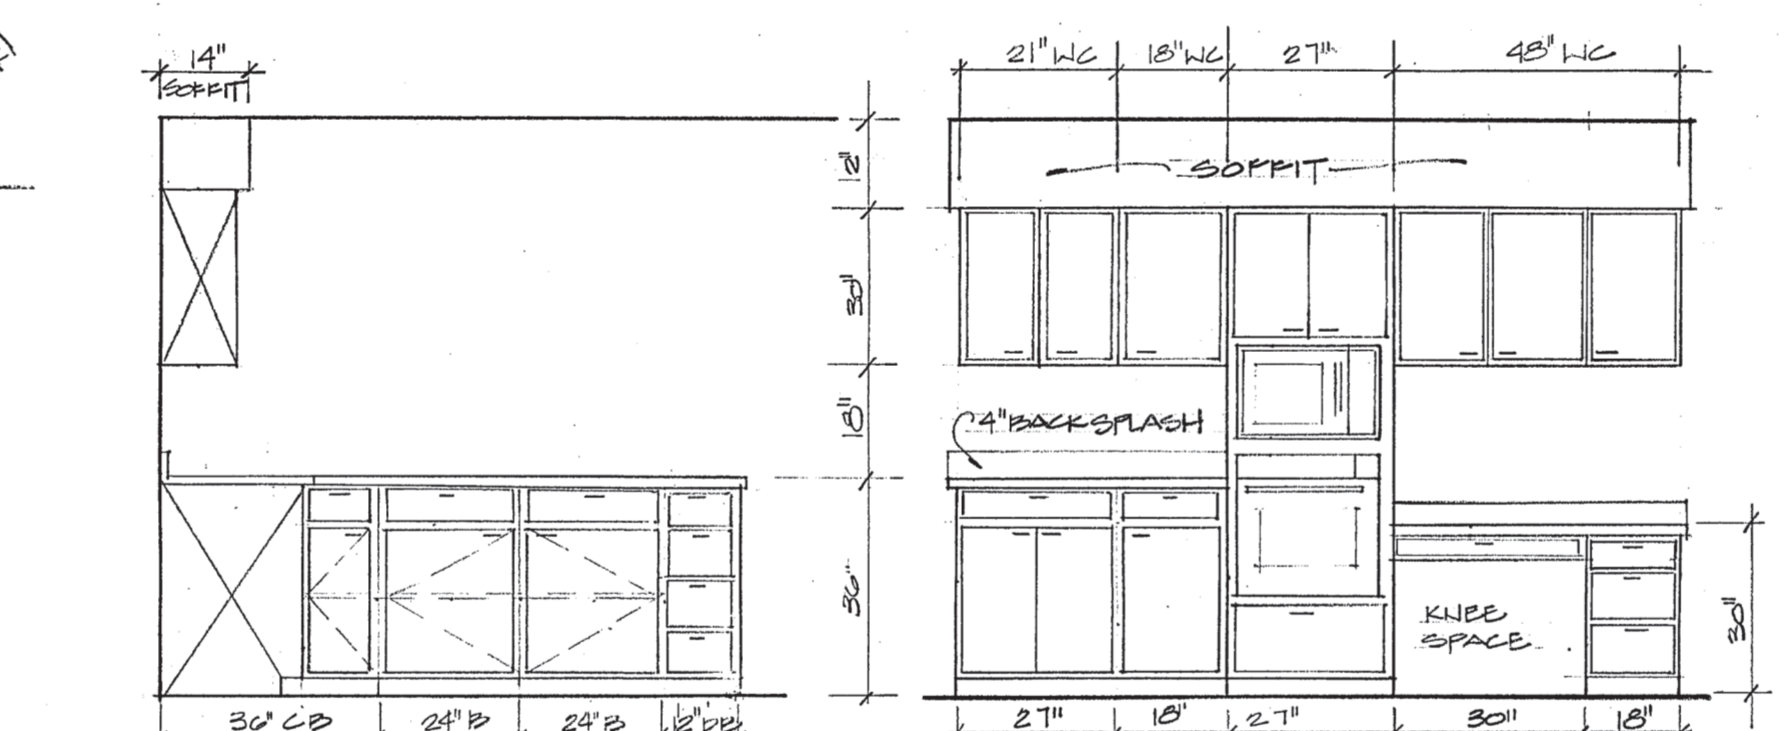 14"
SOFFIT
12"
30"
18"
36"
36" CB
24" B
24" B
12" DB
21" WC
18" WC
27"
48" WC
SOFFIT
4" BACKSPLASH
KNEE
SPACE
30"
27"
18"
27"
30"
18"